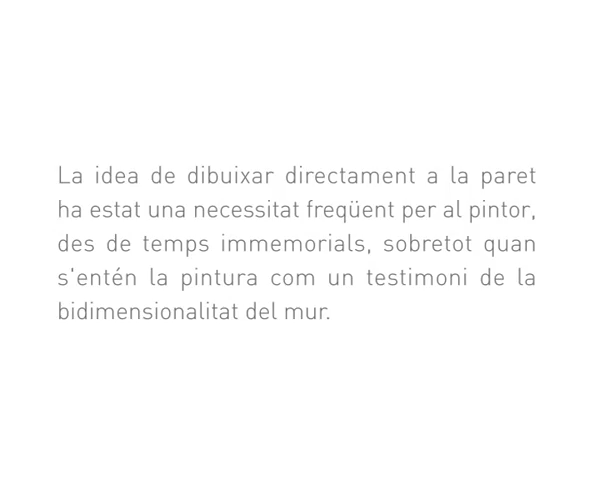 La idea de dibuixar directament a la paret
ha estat una necessitat freqüent per al pintor,
des de temps immemorials, sobretot quan
s'entén la pintura com un testimoni de la
bidimensionalitat del mur.